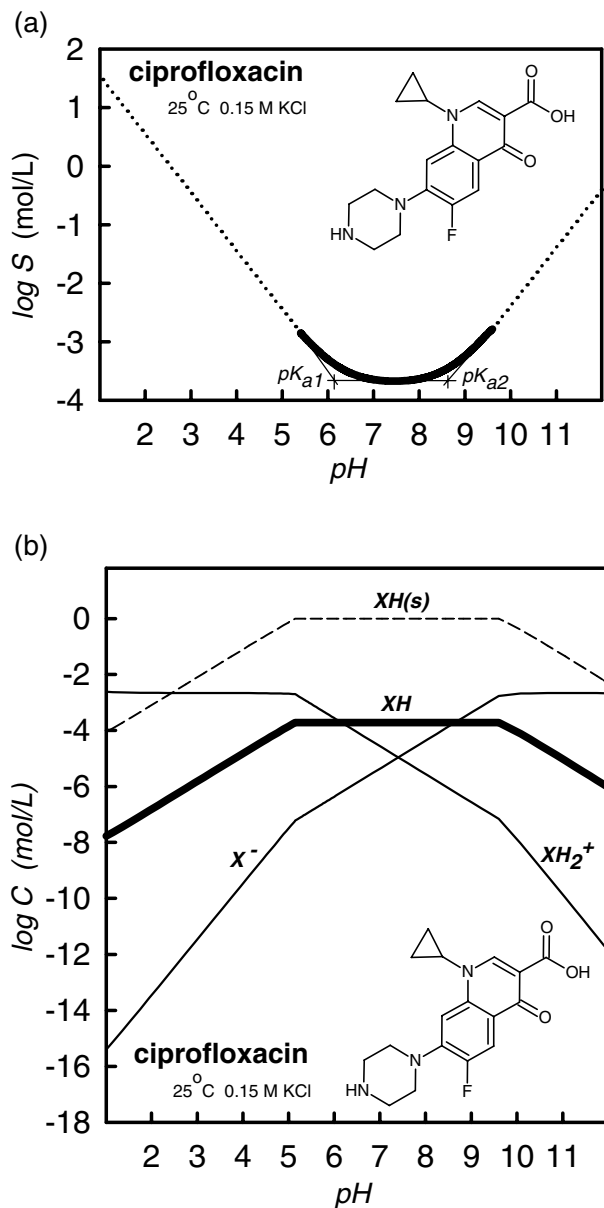 (a)
2
1
0
-1
-2
-3
-4
log S (mol/L)
ciprofloxacin
25°C 0.15 M KCl
N
O
OH
O
N
HN
F
pKa1
pKa2
2 3 4 5 6 7 8 9 10 11
pH
(b)
0
-2
-4
-6
-8
-10
-12
-14
-16
-18
log C (mol/L)
XH(s)
XH
X-
XH2+
N
O
OH
O
N
HN
F
ciprofloxacin
25°C 0.15 M KCl
2 3 4 5 6 7 8 9 10 11
pH